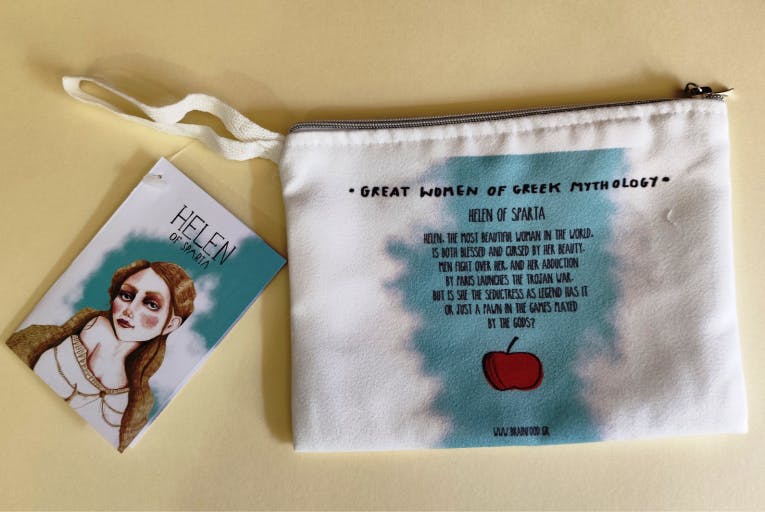 HELEN
OF SPARTA
•GREAT WOMEN OF GREEK MYTHOLOGY•
HELEN OF SPARTA
HELEN, THE MOST BEAUTIFUL WOMAN IN THE WORLD,
IS BOTH BLESSED AND CURSED BY HER BEAUTY.
MEN FIGHT OVER HER, AND HER ABDUCTION
BY PARIS LAUNCHES THE TROJAN WAR.
BUT IS SHE THE SEDUCTRESS AS LEGEND HAS IT
OR JUST A PAWN IN THE GAMES PLAYED
BY THE GODS?
WWW.BRAINFOOD.GR